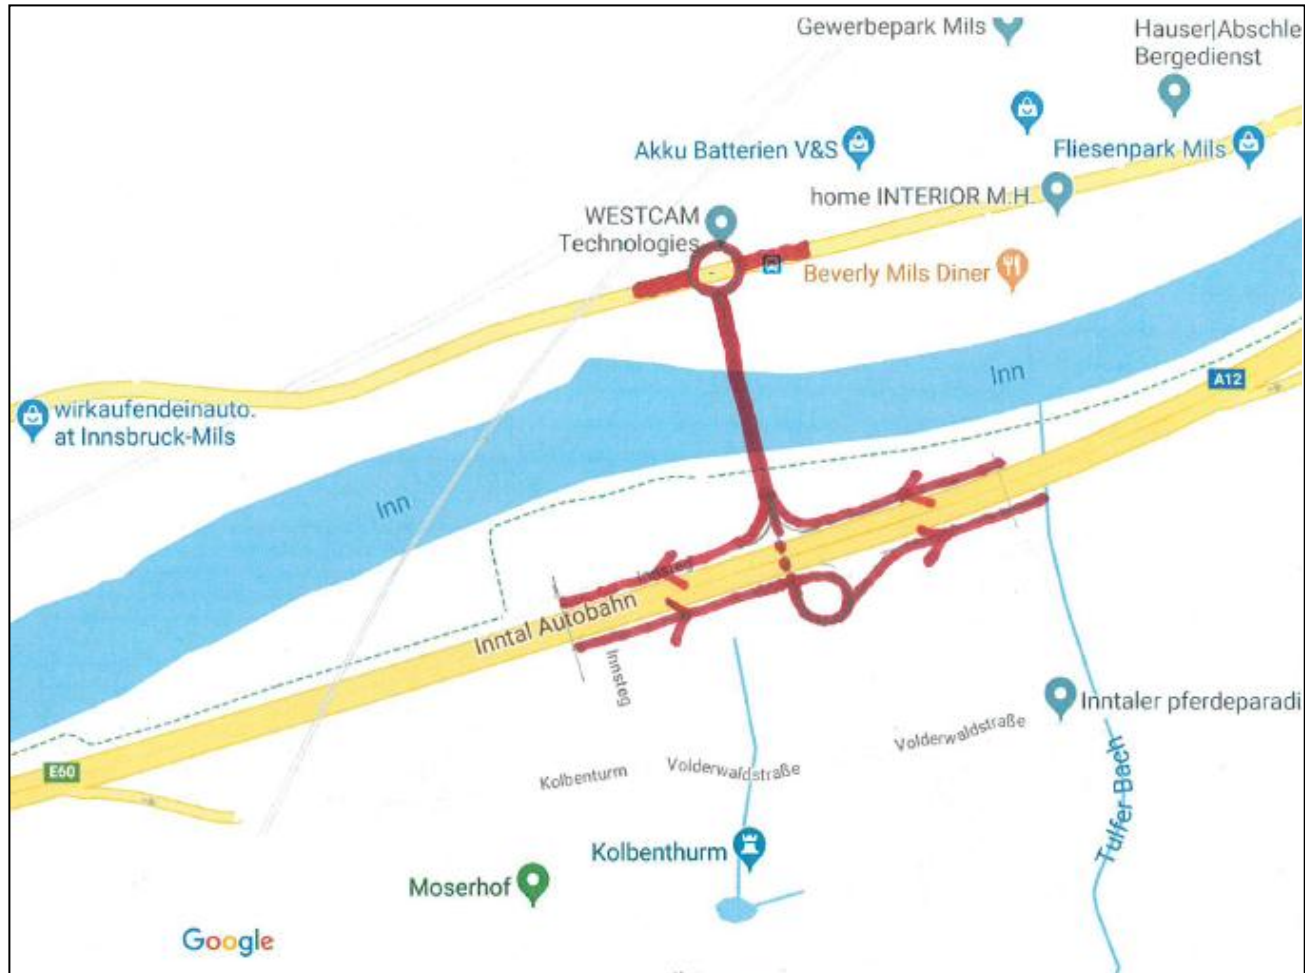 Gewerbepark Mils
Hauser|Abschle
Bergedienst
Akku Batterien V&S
Fliesenpark Mils
home INTERIOR M.H.
WESTCAM
Technologies
Beverly Mils Diner
Inn
A12
wirkaufendeinauto.
at Innsbruck-Mils
Inn
Innsteg
Inntal Autobahn
Innsteg
Inntaler pferdeparadi
Volderwaldstraße
E60
Kolbenturm
Volderwaldstraße
Tulfer Bach
Kolbenthurm
Moserhof
Google